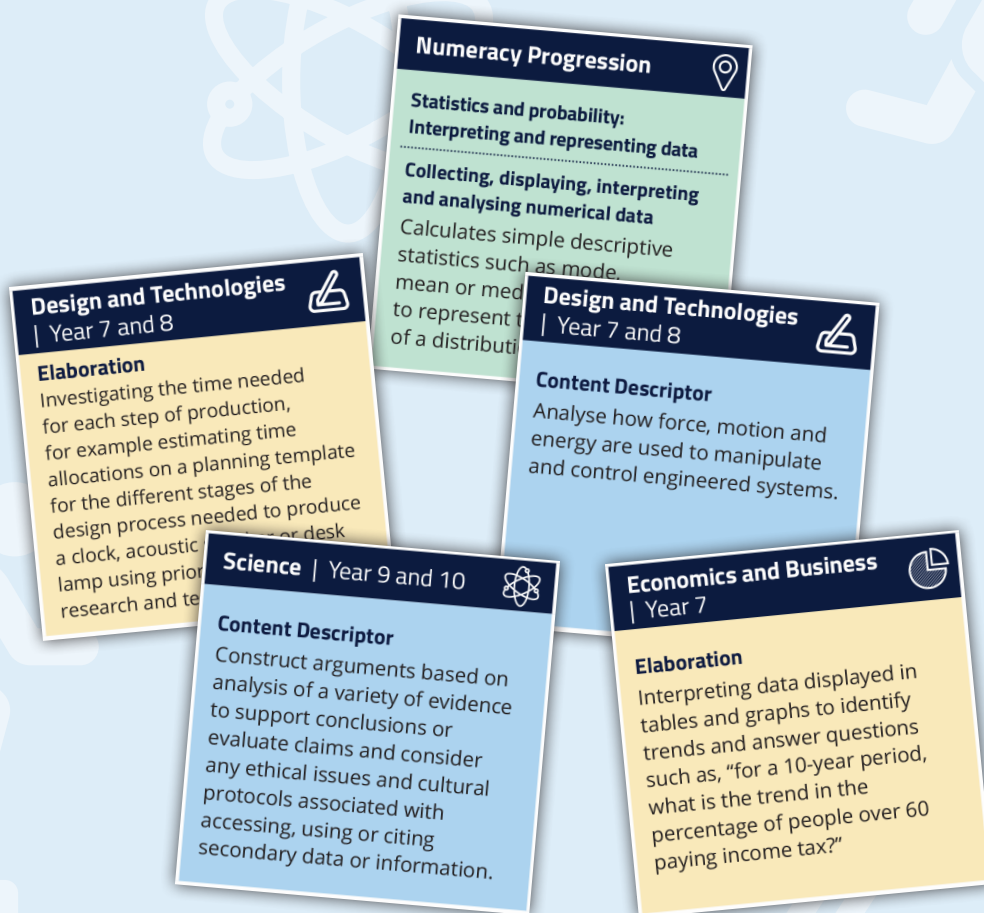 Numeracy Progression
Statistics and probability:
Interpreting and representing data
Collecting, displaying, interpreting
and analysing numerical data
Calculates simple descriptive
statistics such as mode,
mean or
to represent
of a
Design and Technologies
| Year 7 and 8
Elaboration
Investigating the time needed
for each step of production,
for example estimating time
allocations on a planning template
for the different stages of the
design process needed to produce
a clock, acoustic or desk
lamp using
research and
Design and Technologies
| Year 7 and 8
Content Descriptor
Analyse how force, motion and
energy are used to manipulate
and control engineered systems.
Science | Year 9 and 10
Content Descriptor
Construct arguments based on
analysis of a variety of evidence
to support conclusions or
evaluate claims and consider
any ethical issues and cultural
protocols associated with
accessing, using or citing
secondary data or information.
Economics and Business
| Year 7
Elaboration
Interpreting data displayed in
tables and graphs to identify
trends and answer questions
such as, “for a 10-year period,
what is the trend in the
percentage of people over 60
paying income tax?”